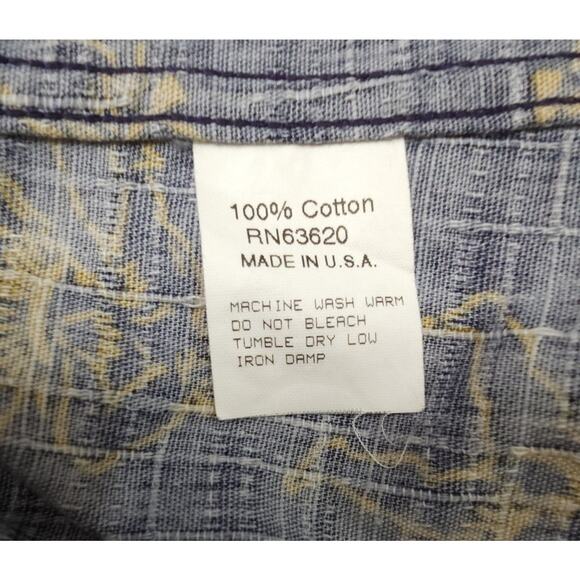 100% Cotton
RN63620
MADE IN U.S.A.
MACHINE WASH WARM
DO NOT BLEACH
TUMBLE DRY LOW
IRON DAMP